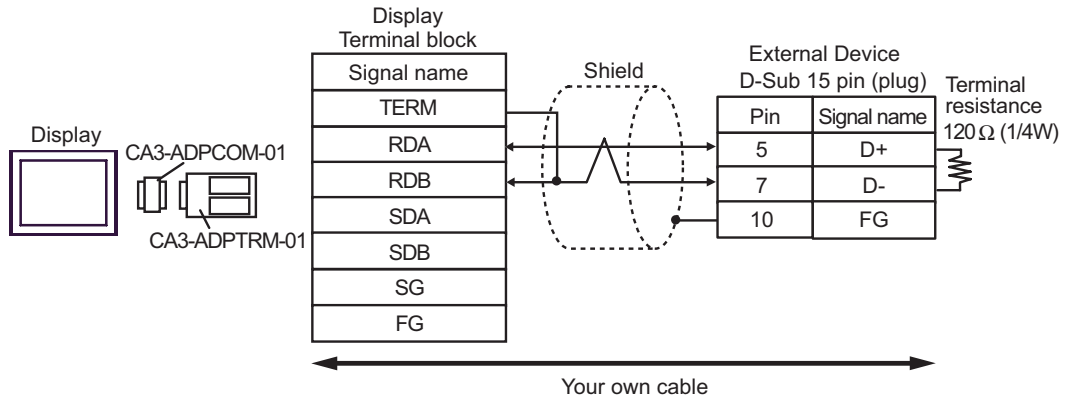 Display
Terminal block
Signal name
TERM
RDA
RDB
SDA
SDB
SG
FG
Shield
External Device
D-Sub 15 pin (plug)
Pin Signal name
5 D+
7 D-
10 FG
Terminal
resistance
120Ω (1/4W)
Display
CA3-ADPCOM-01
CA3-ADPTRM-01
Your own cable